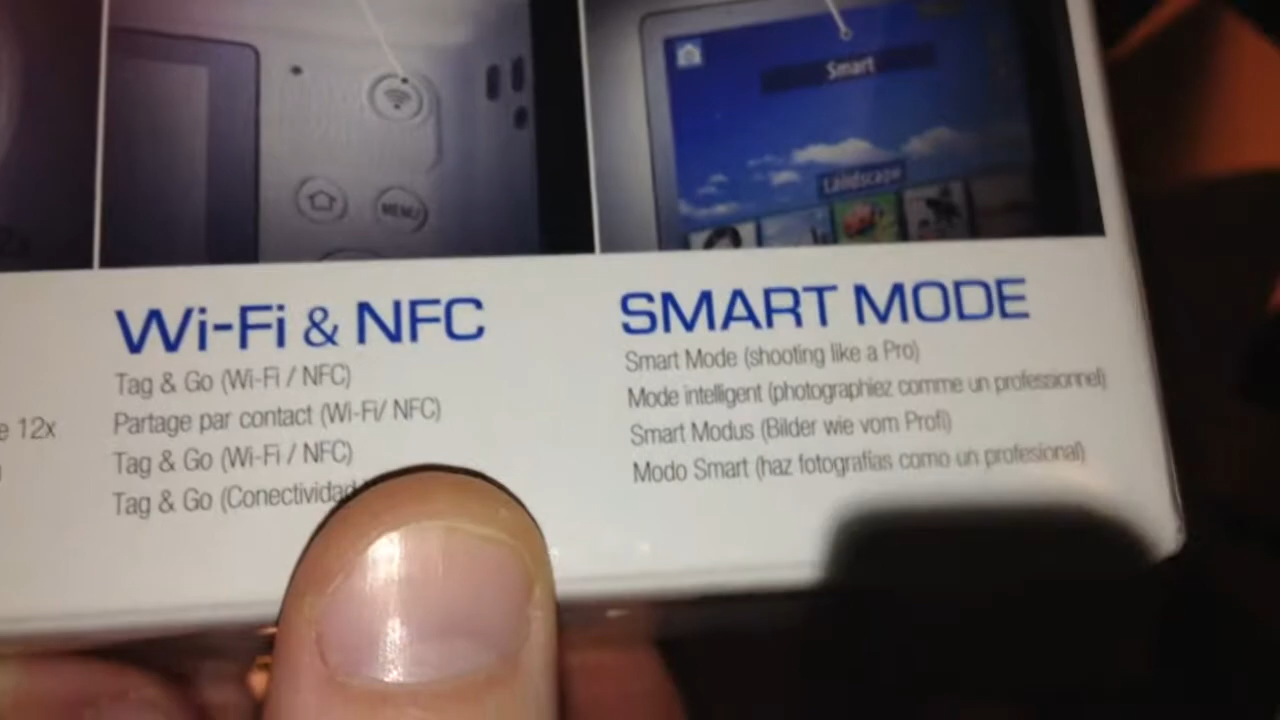 Smart
Landscape
MENU
Wi-Fi & NFC
Tag & Go (Wi-Fi / NFC)
Partage par contact (Wi-Fi/ NFC)
Tag & Go (Wi-Fi / NFC)
Tag & Go (Conectividad
e 12x
SMART MODE
Smart Mode (shooting like a Pro)
Mode intelligent (photographiez comme un professionnel)
Smart Modus (Bilder wie vom Profi)
Modo Smart (haz fotografías como un profesional)